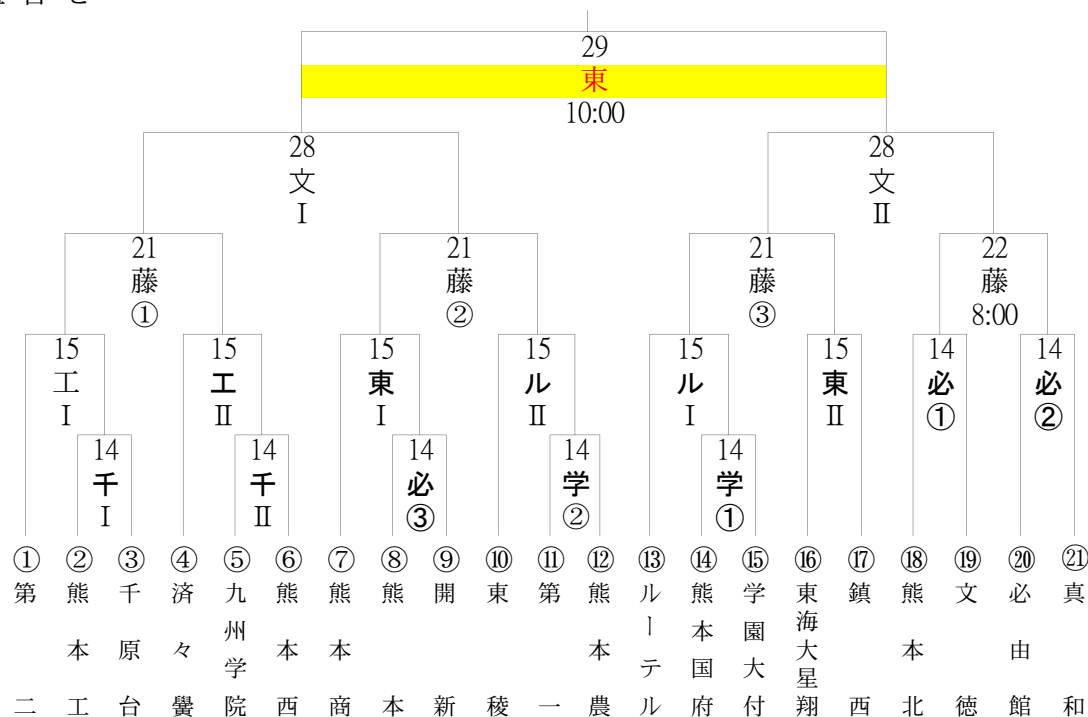 29
東
10:00
28 28
文 文
Ⅰ Ⅱ
21 21 21 22
藤 藤 藤 藤
① ② ③ 8:00
15 15 15 15 15 15 14 14
工 工 東 ル ル 東 必 必
Ⅰ Ⅱ Ⅰ Ⅱ Ⅰ Ⅱ ① ②
14 14 14 14 14
千 千 必 学 学
Ⅰ Ⅱ ③ ② ①
① ② ③ ④ ⑤ ⑥ ⑦ ⑧ ⑨ ⑩ ⑪ ⑫ ⑬ ⑭ ⑮ ⑯ ⑰ ⑱ ⑲ ⑳ ㉑
第二
熊本工
千原台
済々黌
九州学院
熊本西
熊本商
熊本
開新
東稜
第一
熊本農
ルーテル
熊本国府
学園大付
東海大星翔
鎮西
熊本北
文徳
必由館
真和